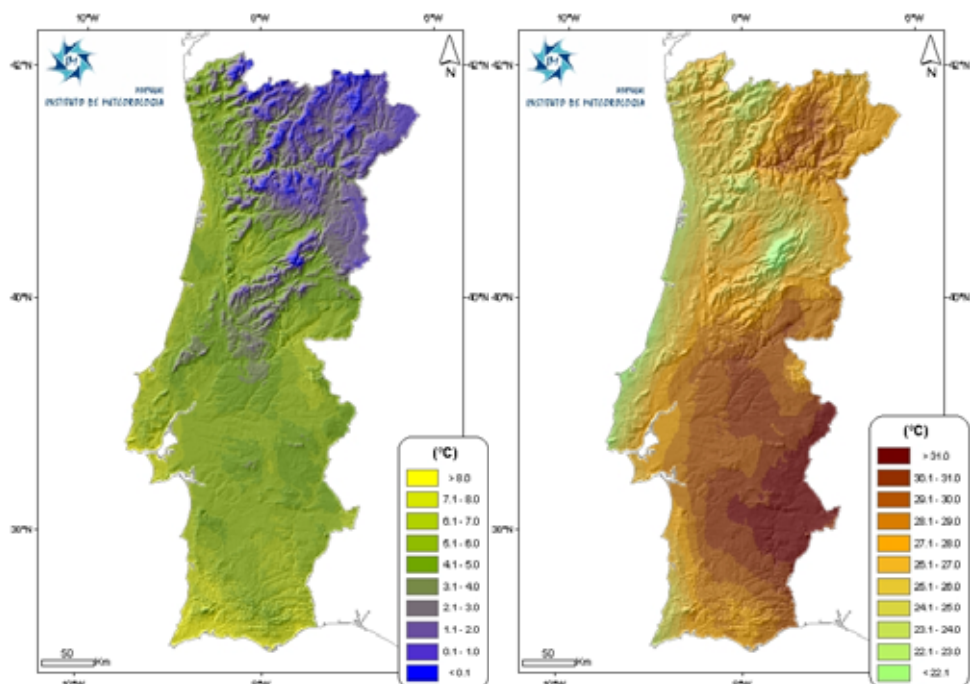 10°W 8°W 6°W
42°N
N
PORTUGAL
INSTITUTO DE METEOROLOGIA
40°N
(°C)
> 8.0
7.1 - 8.0
6.1 - 7.0
5.1 - 6.0
4.1 - 5.0
3.1 - 4.0
2.1 - 3.0
1.1 - 2.0
0.1 - 1.0
< 0.1
50
Km
8°W 6°W
42°N
N
INSTITUTO DE METEOROLOGIA
40°N
(°C)
> 31.0
30.1 - 31.0
29.1 - 30.0
28.1 - 29.0
27.1 - 28.0
26.1 - 27.0
25.1 - 26.0
24.1 - 25.0
23.1 - 24.0
22.1 - 23.0
< 22.1
50
Km